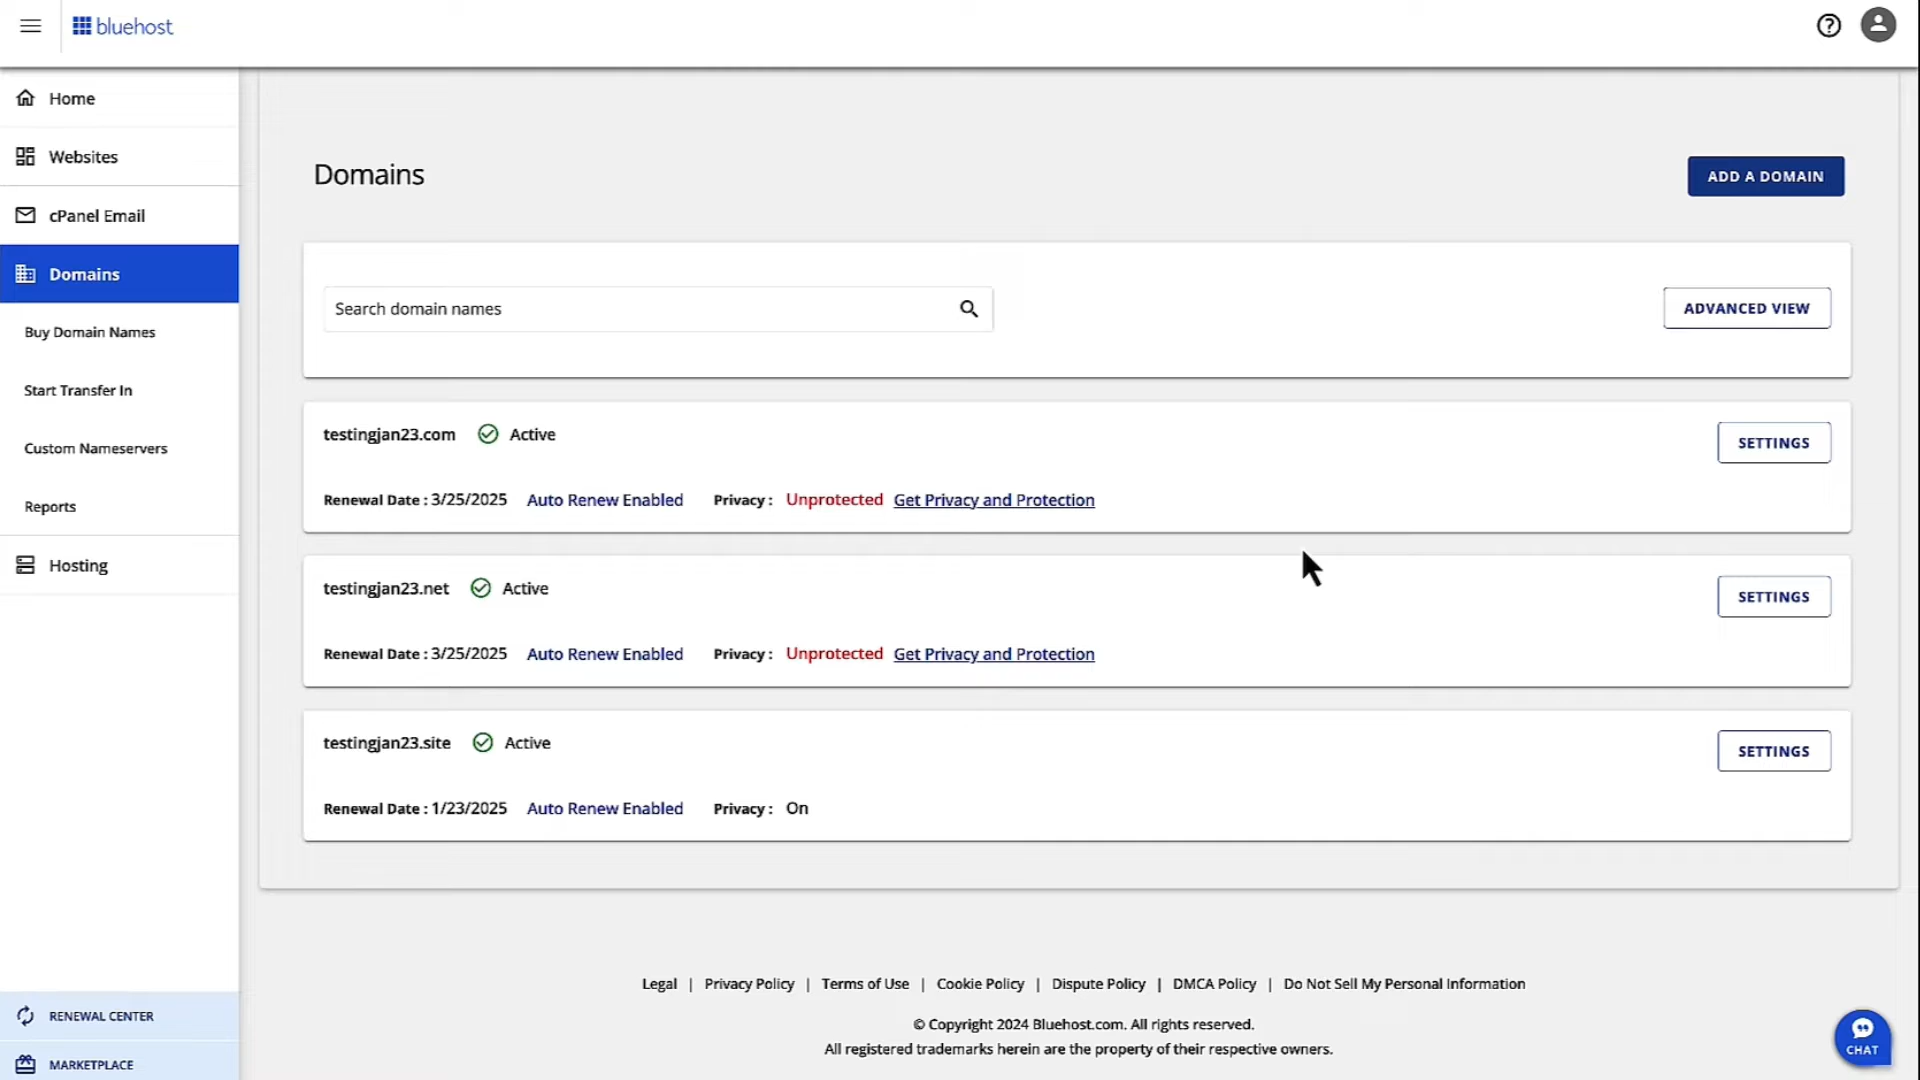 bluehost
Home
Websites
cPanel Email
Domains
Buy Domain Names
Start Transfer In
Custom Nameservers
Reports
Hosting
RENEWAL CENTER
MARKETPLACE
Domains
ADD A DOMAIN
Search domain names
ADVANCED VIEW
testingjan23.com Active
SETTINGS
Renewal Date : 3/25/2025 Auto Renew Enabled Privacy : Unprotected Get Privacy and Protection
testingjan23.net Active
SETTINGS
Renewal Date : 3/25/2025 Auto Renew Enabled Privacy : Unprotected Get Privacy and Protection
testingjan23.site Active
SETTINGS
Renewal Date : 1/23/2025 Auto Renew Enabled Privacy : On
Legal | Privacy Policy | Terms of Use | Cookie Policy | Dispute Policy | DMCA Policy | Do Not Sell My Personal Information
© Copyright 2024 Bluehost.com. All rights reserved.
All registered trademarks herein are the property of their respective owners.
CHAT